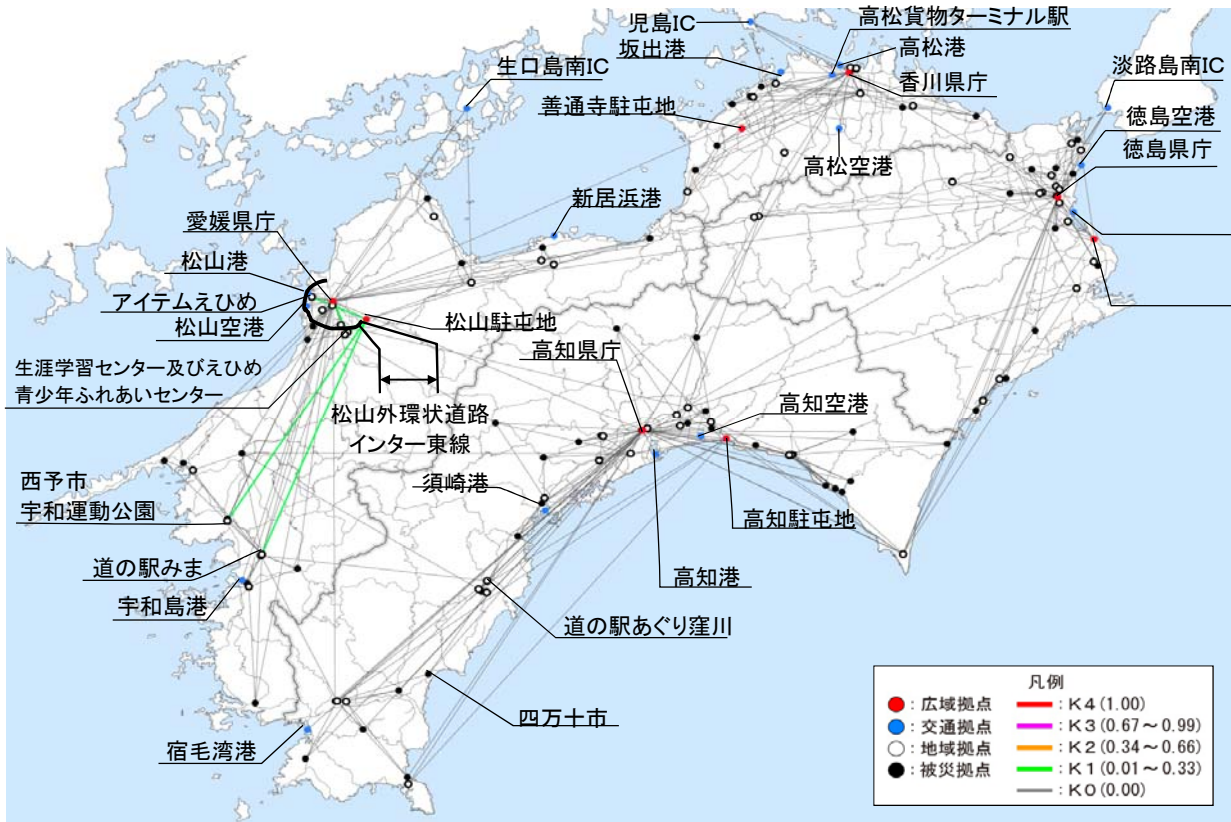 児島IC
高松貨物ターミナル駅
坂出港
高松港
生口島南IC
香川県庁
淡路島南IC
善通寺駐屯地
徳島空港
高松空港
徳島県庁
新居浜港
愛媛県庁
松山港
アイテムえひめ
松山空港
松山駐屯地
高知県庁
生涯学習センター及びえひめ
青少年ふれあいセンター
松山外環状道路
インター東線
高知空港
西予市
宇和運動公園
須崎港
高知駐屯地
道の駅みま
高知港
宇和島港
道の駅あぐり窪川
四万十市
宿毛湾港
凡例
：広域拠点
：交通拠点
：地域拠点
：被災拠点
：K4(1.00)
：K3(0.67～0.99)
：K2(0.34～0.66)
：K1(0.01～0.33)
：K0(0.00)